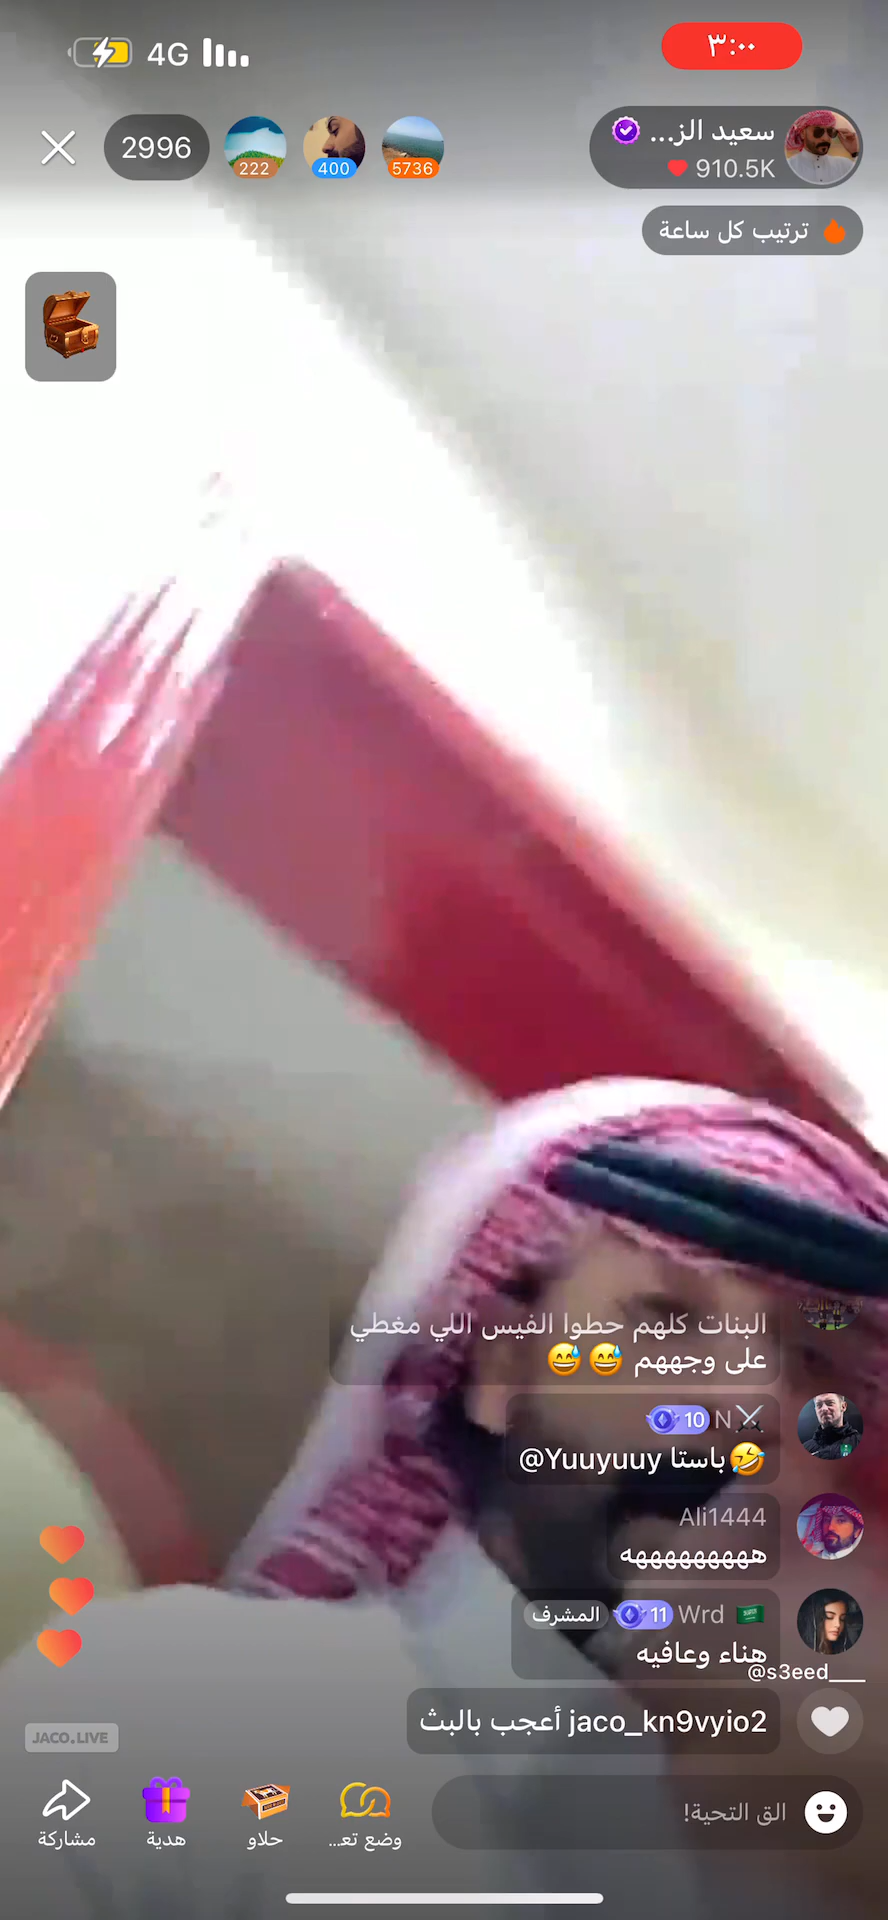 4G
٣:٠٠
2996
222
400
5736
سعيد الز...
910.5K
ترتيب كل ساعة
البنات كلهم حطوا الفيس اللي مغطي
على وجههم 😅 😅
⚔ N 10
@Yuuyuuy باستا🤣
Ali1444
هههههههههه
🇸🇦 Wrd 11 المشرف
هناء وعافيه
@s3eed___
jaco_kn9vyio2 أعجب بالبث
JACO.LIVE
الق التحية!
وضع تعـ...
حلاو
هدية
مشاركة